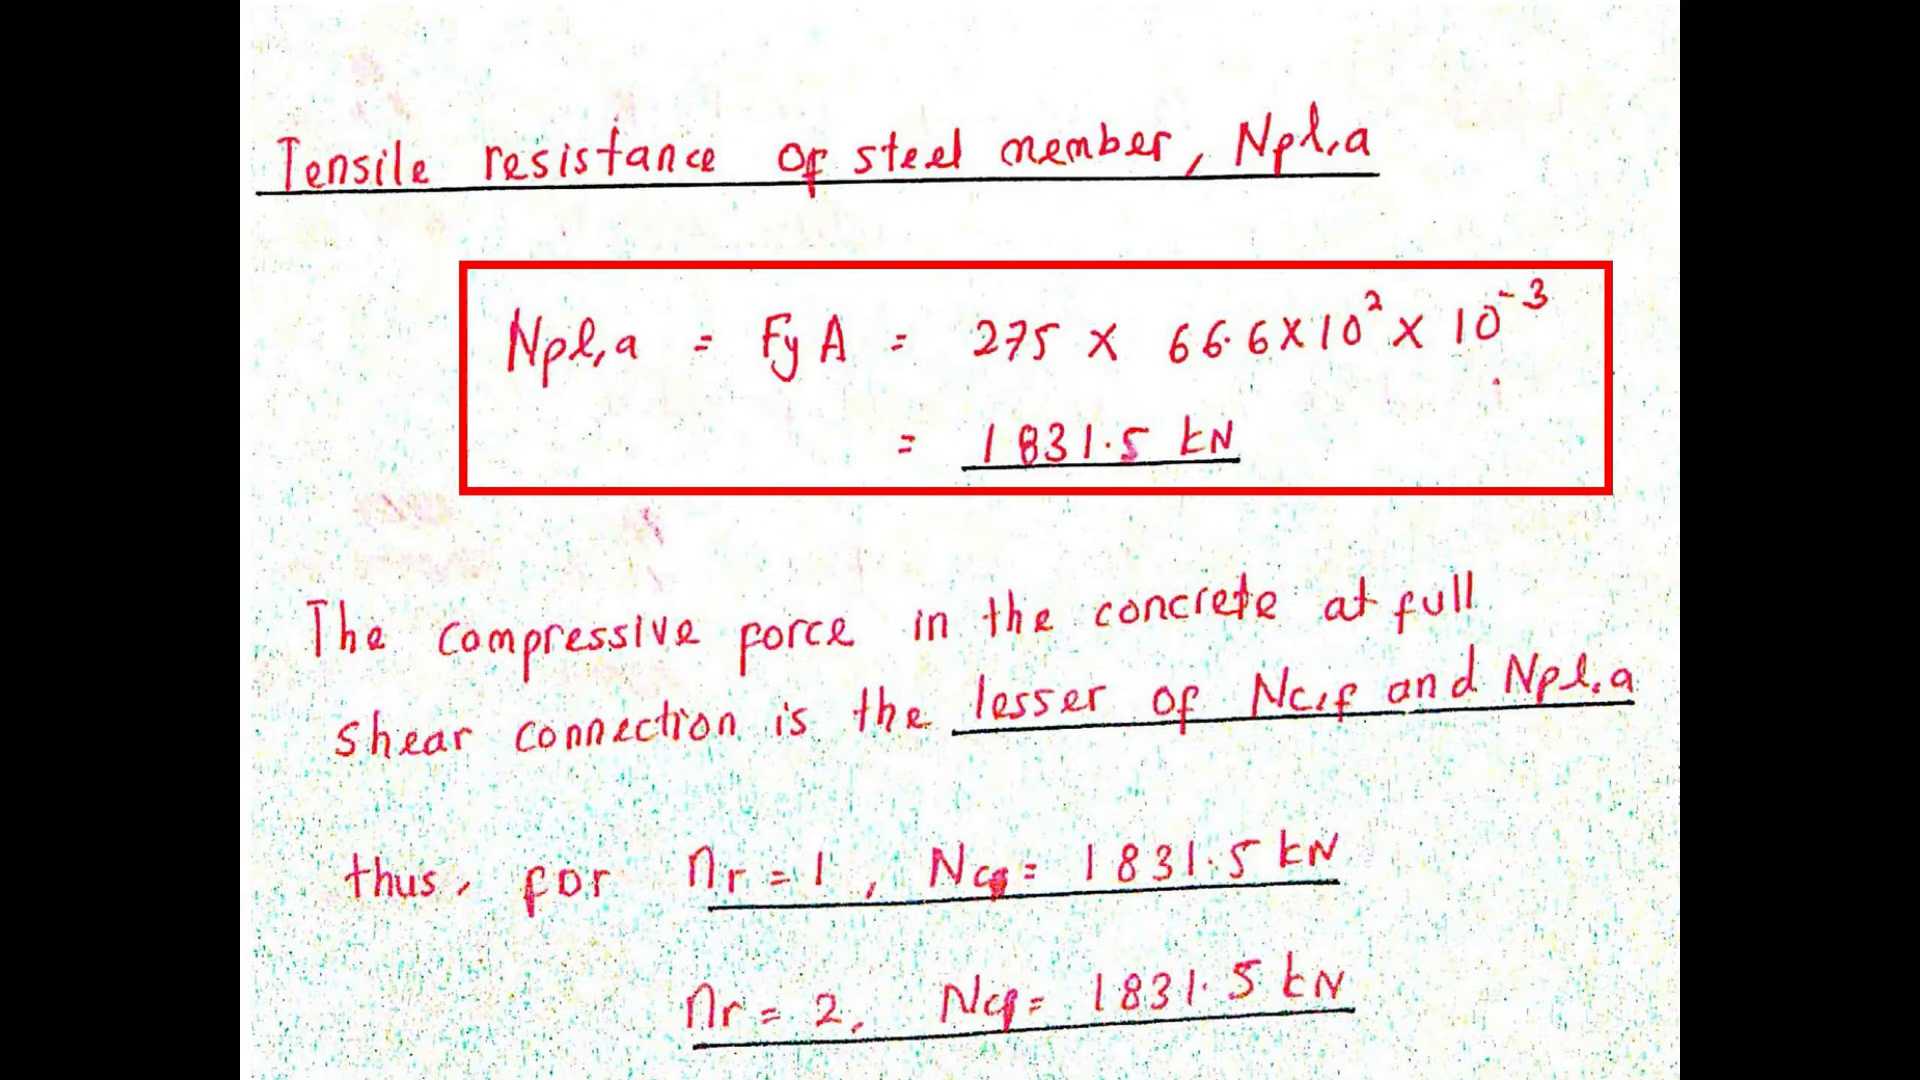 Tensile resistance of steel member, Npl,a
Npl,a = Fy A = 275 × 66.6×10² × 10⁻³
= 1831.5 kN
The compressive force in the concrete at full
shear connection is the lesser of Nc,f and Npl,a
thus, for nr = 1, Ncf = 1831.5 kN
nr = 2, Ncf = 1831.5 kN